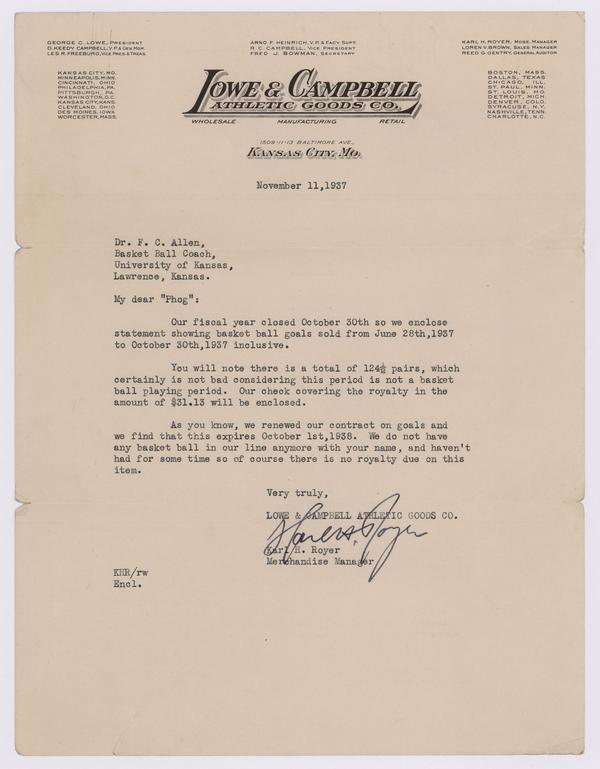 GEORGE C. LOWE, PRESIDENT
D. KEEDY CAMPBELL, V.P. & GEN. MGR.
LES R. FREEBURG, VICE PRES. & TREAS.
ARNO F. HEINRICH, V.P. & FACY SUPT.
R. C. CAMPBELL, VICE PRESIDENT
FRED J. BOWMAN, SECRETARY
KARL H. ROYER, MDSE. MANAGER
LOREN V. BROWN, SALES MANAGER
REED G. GENTRY, GENERAL AUDITOR
KANSAS CITY, MO.
MINNEAPOLIS, MINN.
CINCINNATI, OHIO
PHILADELPHIA, PA.
PITTSBURGH, PA.
WASHINGTON, D.C.
KANSAS CITY, KANS.
CLEVELAND, OHIO
DES MOINES, IOWA
WORCESTER, MASS.
LOWE & CAMPBELL
ATHLETIC GOODS CO.
WHOLESALE MANUFACTURING RETAIL
1509-11-13 BALTIMORE AVE.,
KANSAS CITY, MO.
BOSTON, MASS.
DALLAS, TEXAS
CHICAGO, ILL.
ST. PAUL, MINN.
ST. LOUIS, MO.
DETROIT, MICH.
DENVER, COLO.
SYRACUSE, N.Y.
NASHVILLE, TENN.
CHARLOTTE, N.C.
November 11,1937
Dr. F. C. Allen,
Basket Ball Coach,
University of Kansas,
Lawrence, Kansas.
My dear "Phog":
Our fiscal year closed October 30th so we enclose
statement showing basket ball goals sold from June 28th,1937
to October 30th,1937 inclusive.
You will note there is a total of 124½ pairs, which
certainly is not bad considering this period is not a basket
ball playing period. Our check covering the royalty in the
amount of $31.13 will be enclosed.
As you know, we renewed our contract on goals and
we find that this expires October 1st,1938. We do not have
any basket ball in our line anymore with your name, and haven't
had for some time so of course there is no royalty due on this
item.
Very truly,
LOWE & CAMPBELL ATHLETIC GOODS CO.
Karl H. Royer
Karl H. Royer
Merchandise Manager
KHR/rw
Encl.